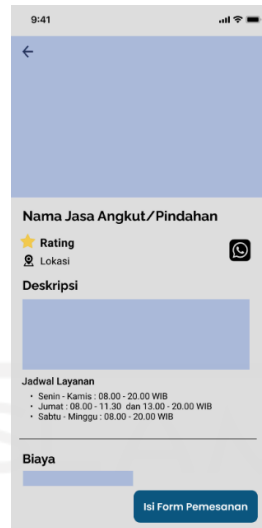 9:41
Nama Jasa Angkut/Pindahan
Rating
Lokasi
Deskripsi
Jadwal Layanan
• Senin - Kamis : 08.00 - 20.00 WIB
• Jumat : 08.00 - 11.30 dan 13.00 - 20.00 WIB
• Sabtu - Minggu : 08.00 - 20.00 WIB
Biaya
Isi Form Pemesanan